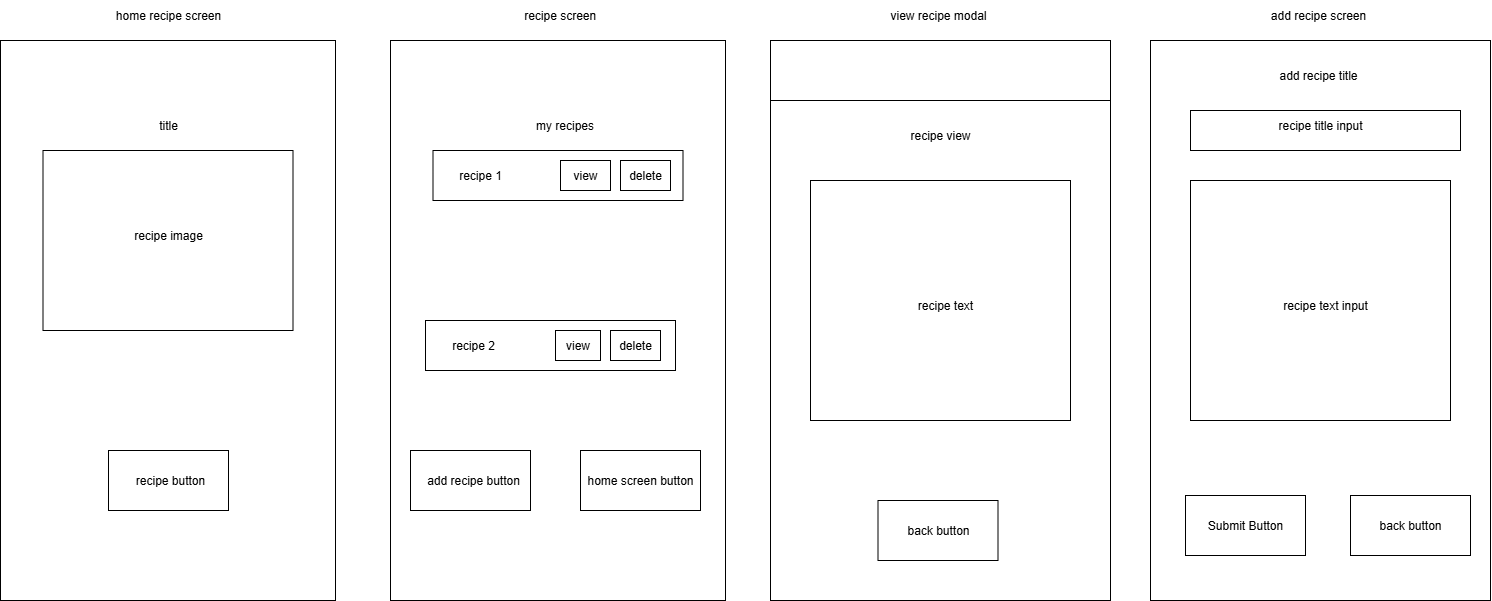 home recipe screen
title
recipe image
recipe button
recipe screen
my recipes
recipe 1
view
delete
recipe 2
view
delete
add recipe button
home screen button
view recipe modal
recipe view
recipe text
back button
add recipe screen
add recipe title
recipe title input
recipe text input
Submit Button
back button